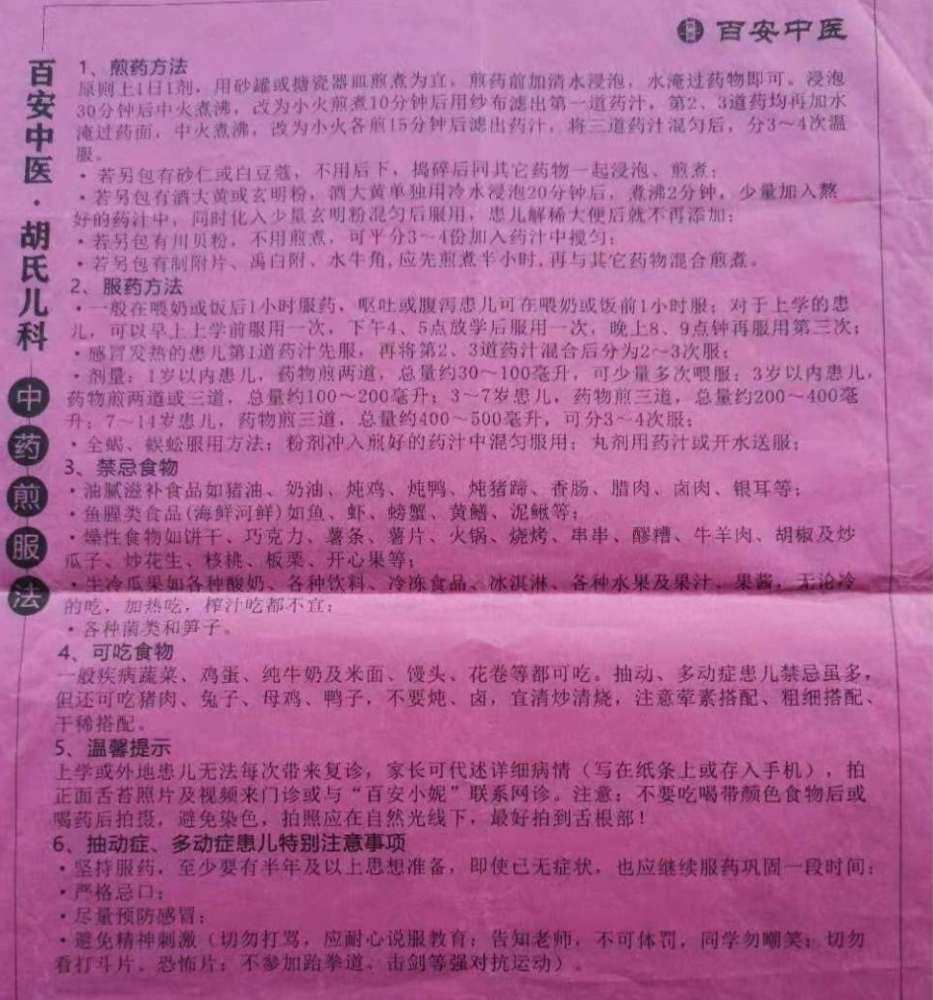 百安中医
百安中医·胡氏儿科
中药煎服法
1、煎药方法
原则上1日1剂，用砂罐或搪瓷器皿煎煮为宜，煎药前加清水浸泡，水淹过药物即可。浸泡
30分钟后中火煮沸，改为小火煎煮10分钟后用纱布滤出第一道药汁，第2、3道药均再加水
淹过药面，中火煮沸，改为小火各煎15分钟后滤出药汁，将三道药汁混匀后，分3～4次温
服。
·若另包有砂仁或白豆蔻，不用后下，捣碎后同其它药物一起浸泡、煎煮；
·若另包有酒大黄或玄明粉，酒大黄单独用冷水浸泡20分钟后，煮沸2分钟，少量加入熬
好的药汁中，同时化入少量玄明粉混匀后服用，患儿解稀大便后就不再添加；
·若另包有川贝粉，不用煎煮，可平分3～4份加入药汁中搅匀；
·若另包有制附片、禹白附、水牛角，应先煎煮半小时，再与其它药物混合煎煮。
2、服药方法
·一般在喂奶或饭后1小时服药，呕吐或腹泻患儿可在喂奶或饭前1小时服；对于上学的患
儿，可以早上上学前服用一次，下午4、5点放学后服用一次，晚上8、9点钟再服用第三次；
·感冒发热的患儿第1道药汁先服，再将第2、3道药汁混合后分为2～3次服；
·剂量：1岁以内患儿，药物煎两道，总量约30～100毫升，可少量多次喂服；3岁以内患儿，
药物煎两道或三道，总量约100～200毫升；3～7岁患儿，药物煎三道，总量约200～400毫
升；7～14岁患儿，药物煎三道，总量约400～500毫升，可分3～4次服；
·全蝎、蜈蚣服用方法：粉剂冲入煎好的药汁中混匀服用；丸剂用药汁或开水送服；
3、禁忌食物
·油腻滋补食品如猪油、奶油、炖鸡、炖鸭、炖猪蹄、香肠、腊肉、卤肉、银耳等；
·鱼腥类食品(海鲜河鲜)如鱼、虾、螃蟹、黄鳝、泥鳅等；
·燥性食物如饼干、巧克力、薯条、薯片、火锅、烧烤、串串、醪糟、牛羊肉、胡椒及炒
瓜子、炒花生、核桃、板栗、开心果等；
·生冷瓜果如各种酸奶、各种饮料、冷冻食品、冰淇淋、各种水果及果汁、果酱，无论冷
的吃，加热吃，榨汁吃都不宜；
·各种菌类和笋子。
4、可吃食物
一般疾病蔬菜、鸡蛋、纯牛奶及米面、馒头、花卷等都可吃。抽动、多动症患儿禁忌虽多，
但还可吃猪肉、兔子、母鸡、鸭子，不要炖、卤，宜清炒清烧，注意荤素搭配、粗细搭配、
干稀搭配。
5、温馨提示
上学或外地患儿无法每次带来复诊，家长可代述详细病情（写在纸条上或存入手机），拍
正面舌苔照片及视频来门诊或与“百安小妮”联系网诊。注意：不要吃喝带颜色食物后或
喝药后拍摄，避免染色，拍照应在自然光线下，最好拍到舌根部！
6、抽动症、多动症患儿特别注意事项
·坚持服药，至少要有半年及以上思想准备，即使已无症状，也应继续服药巩固一段时间；
·严格忌口；
·尽量预防感冒；
·避免精神刺激（切勿打骂，应耐心说服教育；告知老师，不可体罚，同学勿嘲笑；切勿
看打斗片、恐怖片；不参加跆拳道、击剑等强对抗运动）。